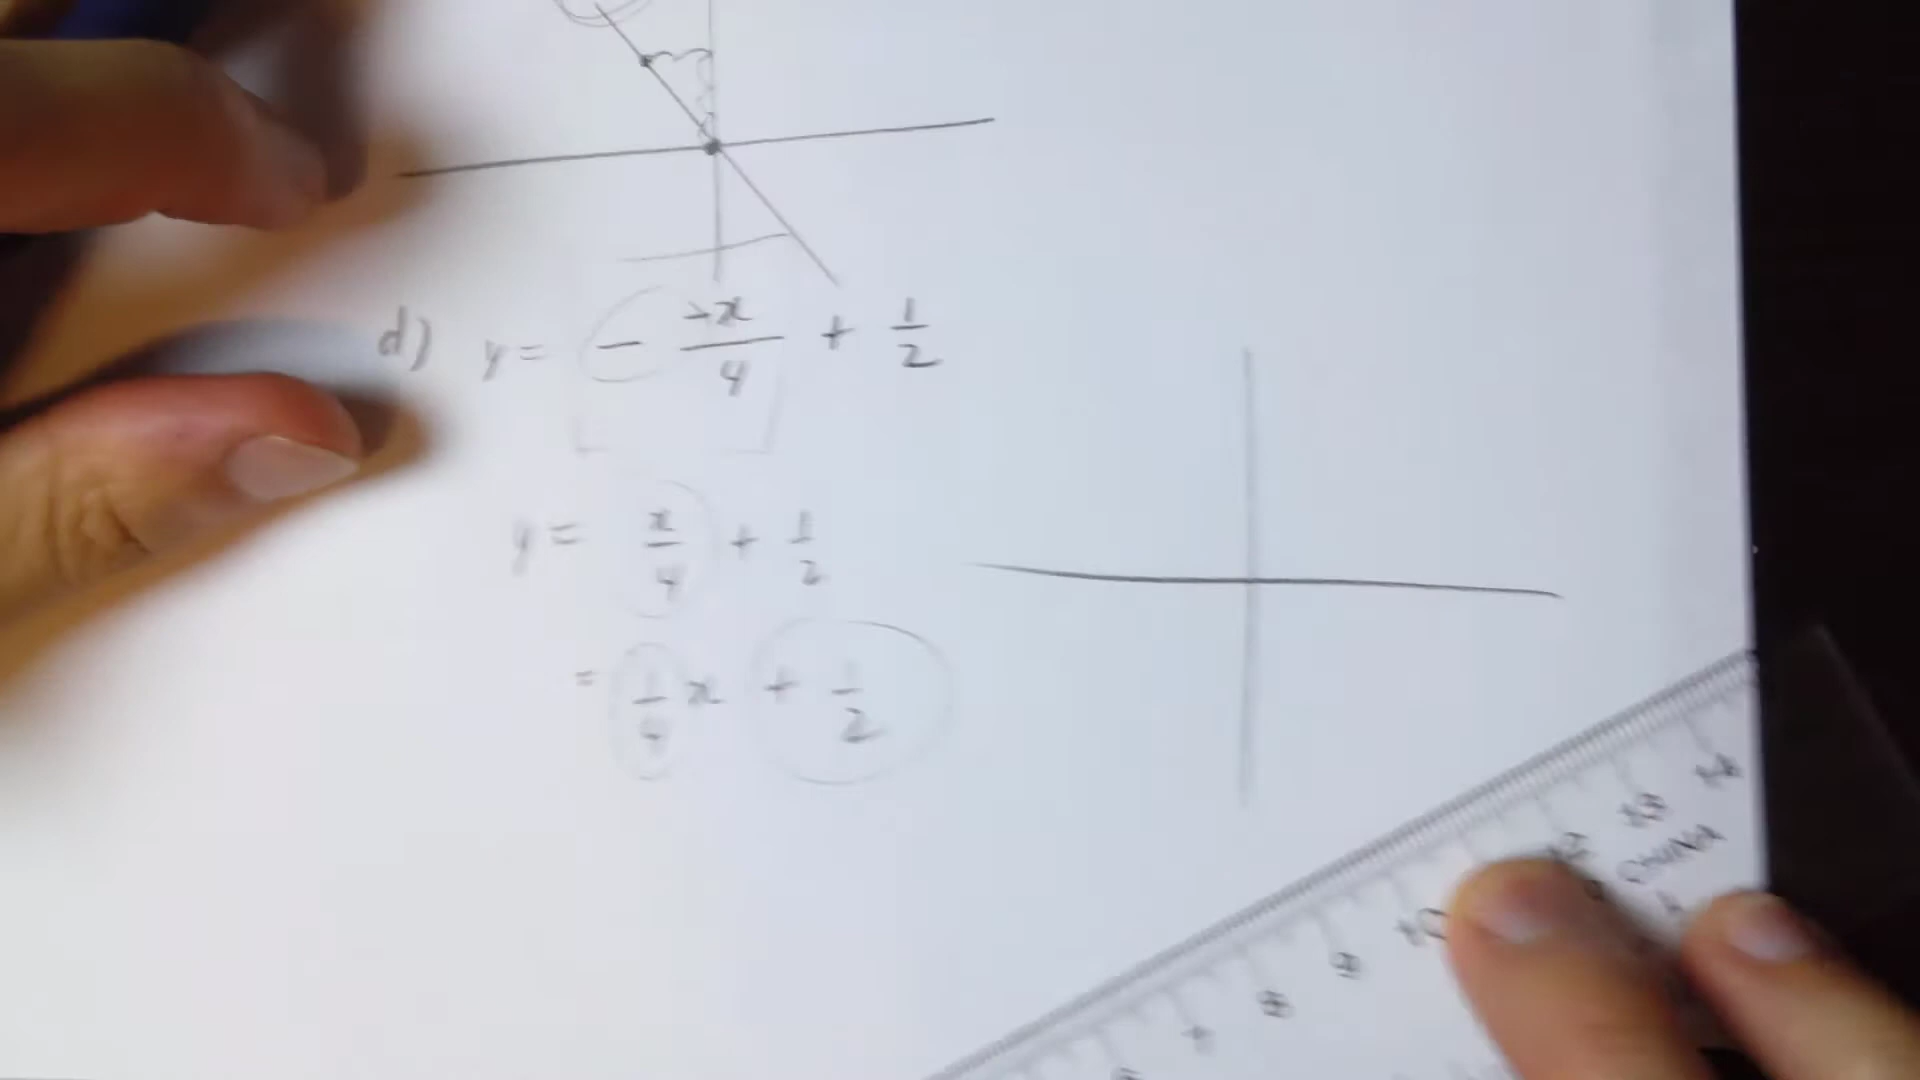 d) y = - -x/4 + 1/2
y = x/4 + 1/2
= 1/4 x + 1/2